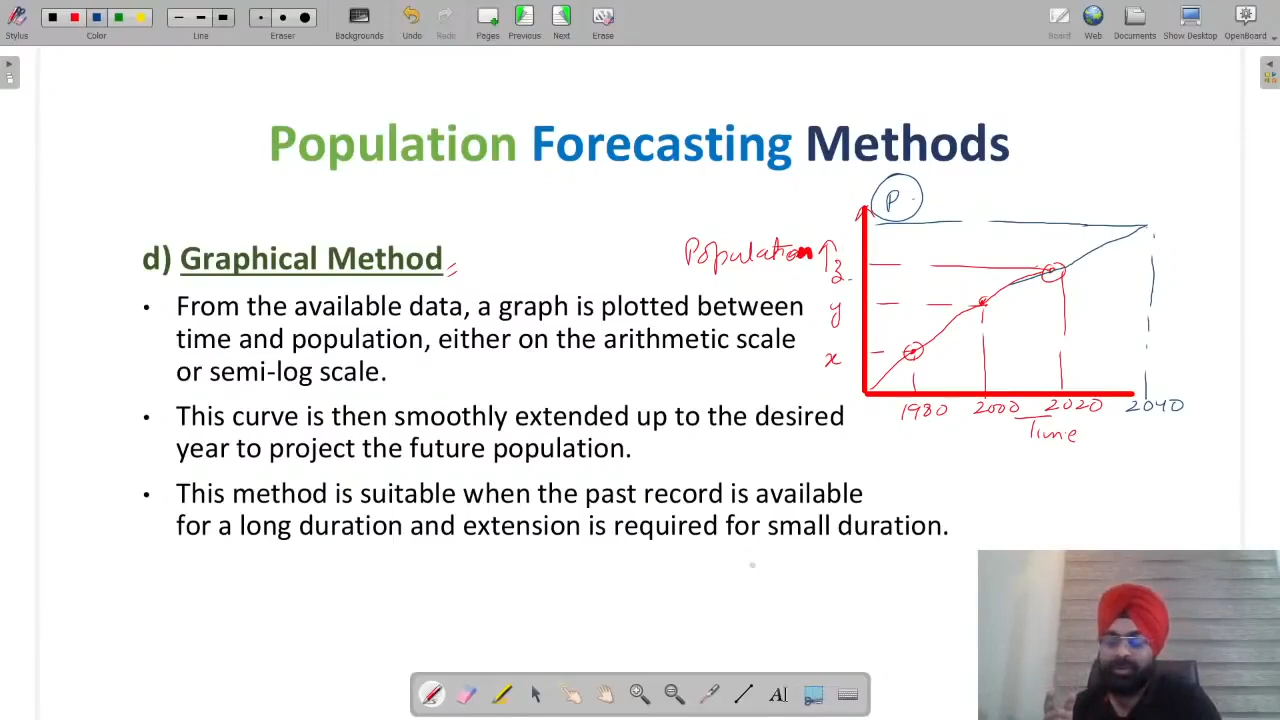 Stylus
Color
Line
Eraser
Backgrounds
Undo
Redo
Pages
Previous
Next
Erase
Board
Web
Documents
Show Desktop
OpenBoard
Population Forecasting Methods
P
Population
z
y
x
1980 2000 2020 2040
Time
d) Graphical Method
• From the available data, a graph is plotted between
time and population, either on the arithmetic scale
or semi-log scale.
• This curve is then smoothly extended up to the desired
year to project the future population.
• This method is suitable when the past record is available
for a long duration and extension is required for small duration.